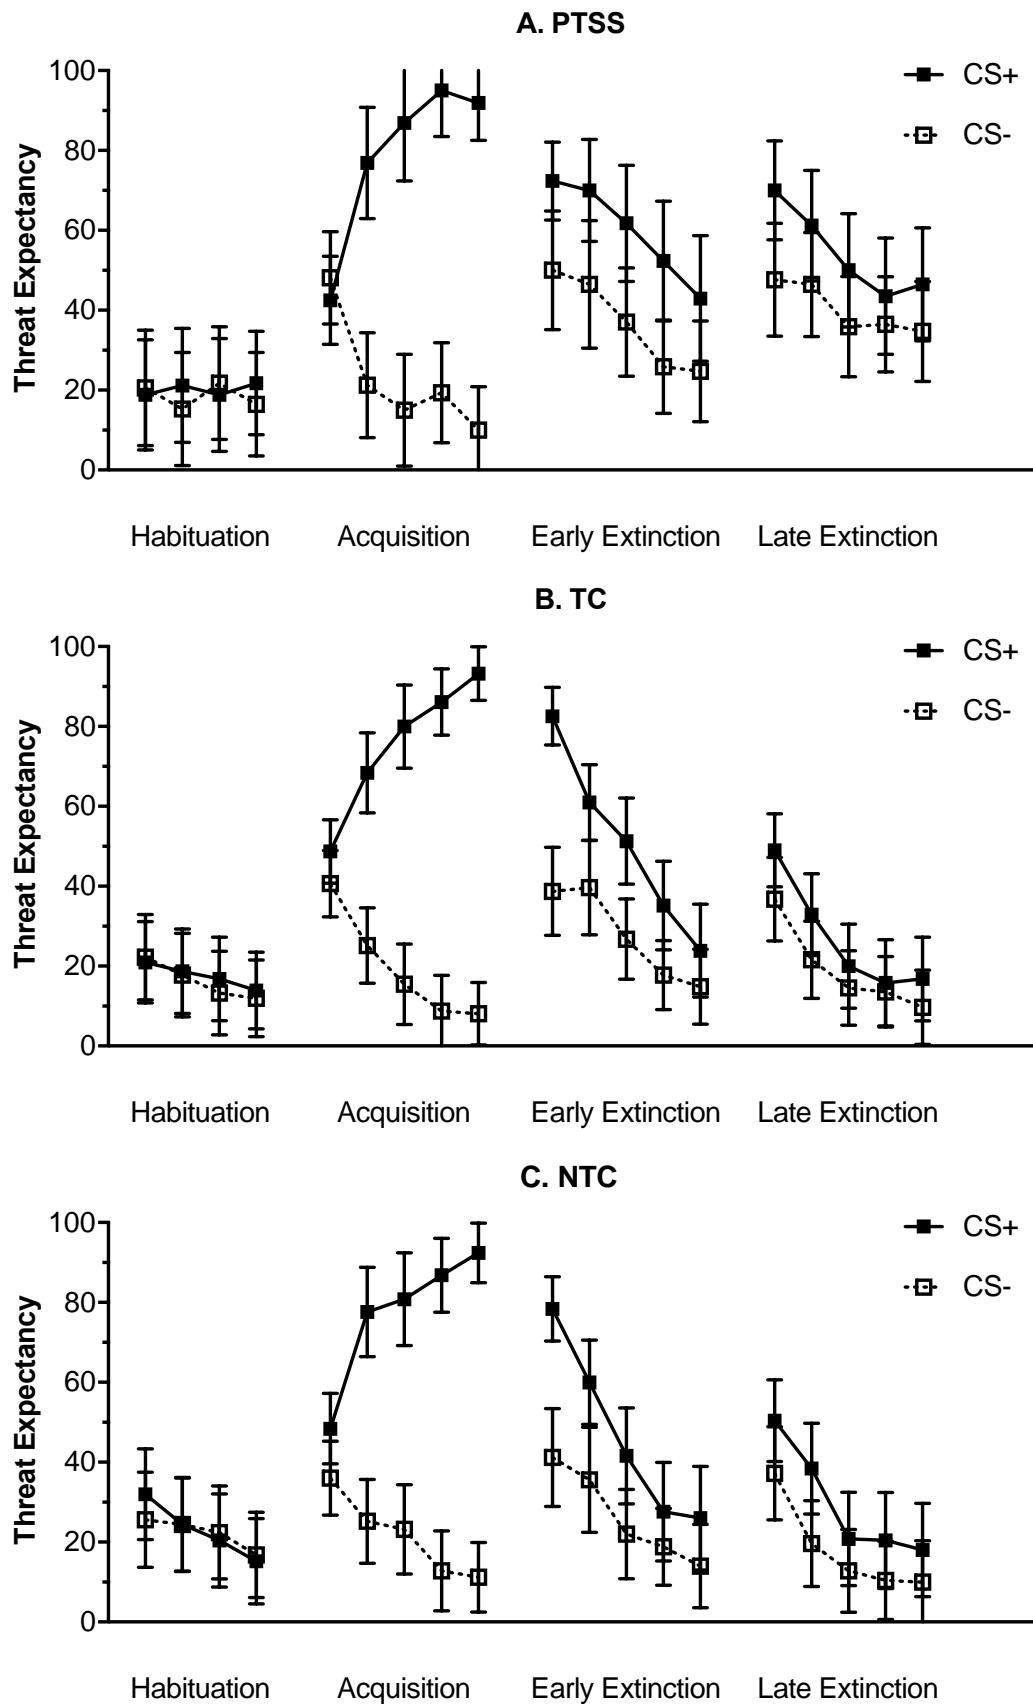 A. PTSS
Threat Expectancy
100
80
60
40
20
0
CS+
CS-
Habituation Acquisition Early Extinction Late Extinction
B. TC
Threat Expectancy
100
80
60
40
20
0
CS+
CS-
Habituation Acquisition Early Extinction Late Extinction
C. NTC
Threat Expectancy
100
80
60
40
20
0
CS+
CS-
Habituation Acquisition Early Extinction Late Extinction